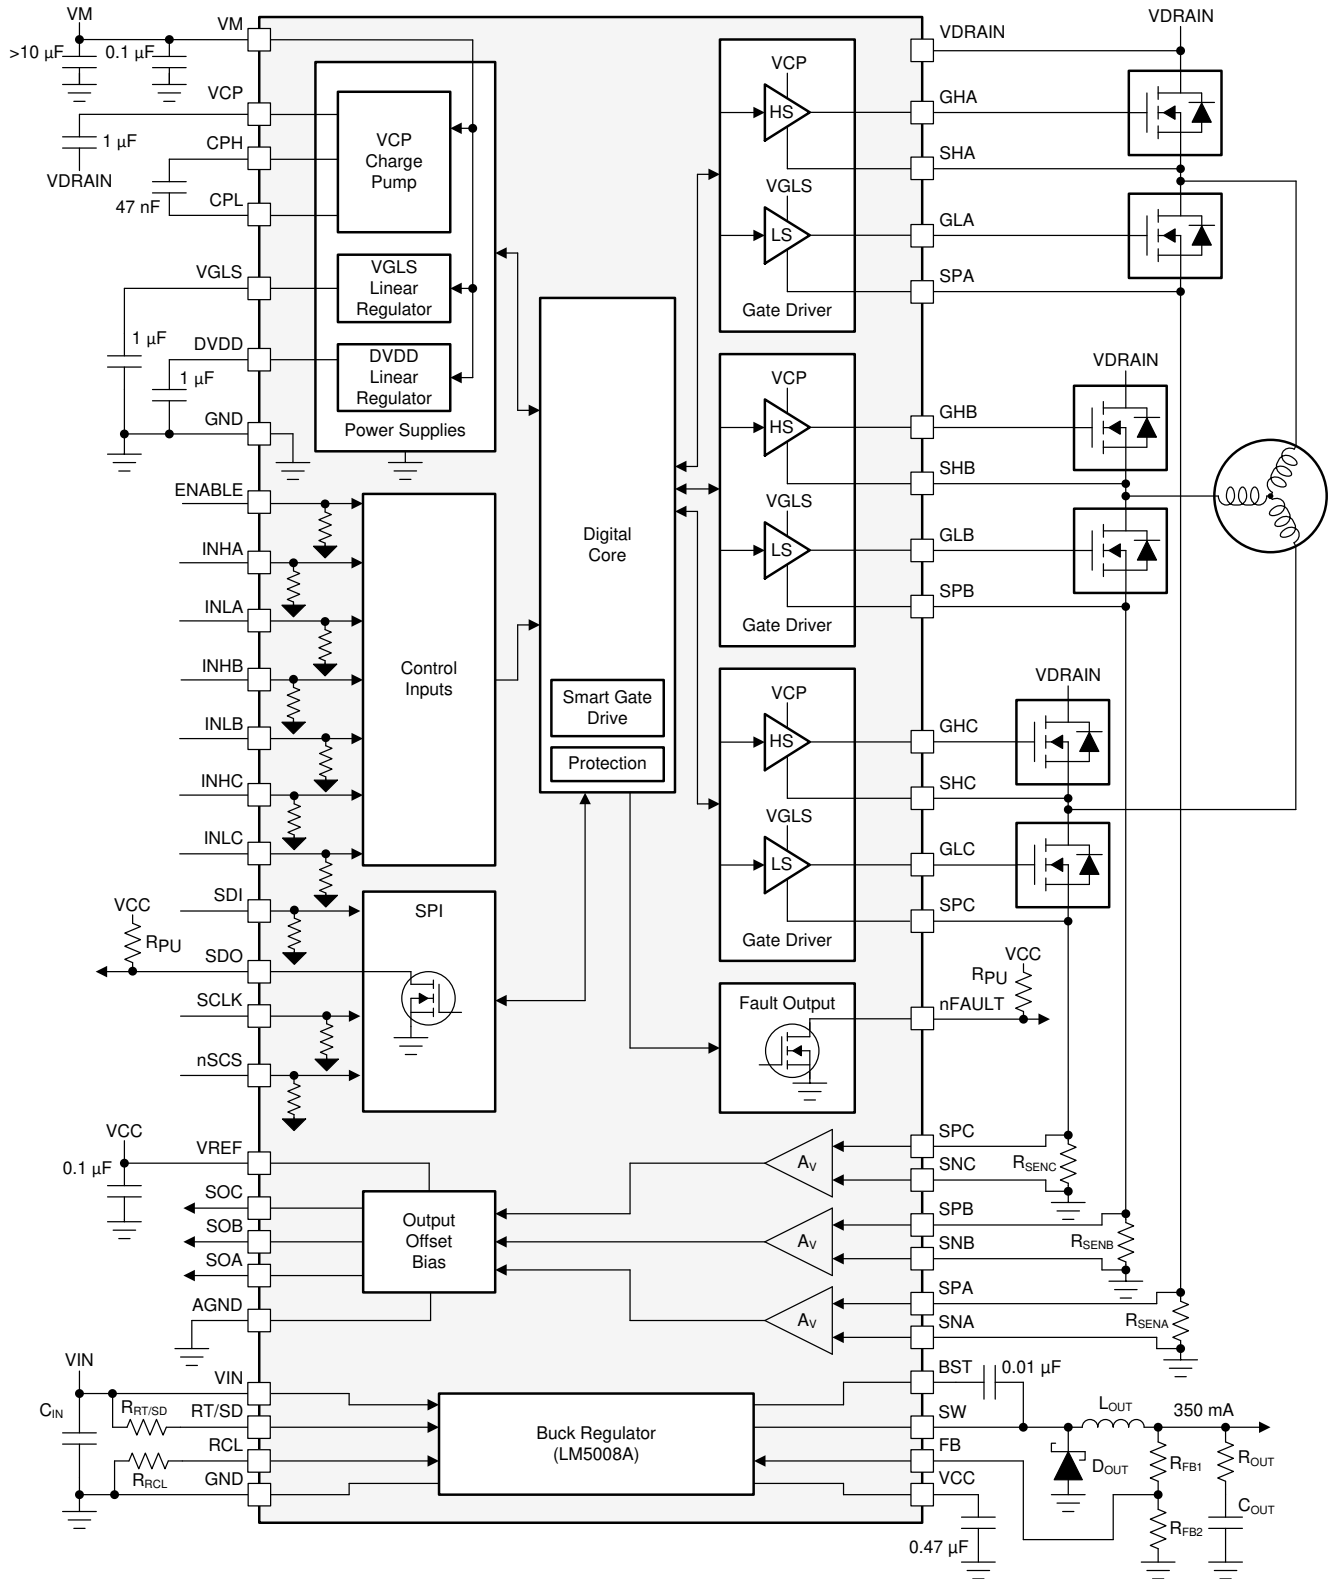 VM
VM
>10 µF
0.1 µF
VCP
1 µF
VDRAIN
CPH
47 nF
CPL
VGLS
1 µF
DVDD
1 µF
GND
VCP
Charge
Pump
VGLS
Linear
Regulator
DVDD
Linear
Regulator
Power Supplies
ENABLE
INHA
INLA
INHB
INLB
INHC
INLC
Control
Inputs
Digital
Core
Smart Gate
Drive
Protection
SDI
VCC
RPU
SDO
SCLK
nSCS
SPI
VCP
HS
VGLS
LS
Gate Driver
VCP
HS
VGLS
LS
Gate Driver
VCP
HS
VGLS
LS
Gate Driver
VDRAIN
VDRAIN
GHA
SHA
GLA
SPA
VDRAIN
GHB
SHB
GLB
SPB
VDRAIN
GHC
SHC
GLC
SPC
Fault Output
VCC
RPU
nFAULT
VCC
0.1 µF
VREF
SOC
SOB
SOA
AGND
Output
Offset
Bias
AV
AV
AV
SPC
SNC
RSENC
SPB
SNB
RSENB
SPA
SNA
RSENA
VIN
VIN
CIN
RRT/SD
RT/SD
RCL
RRCL
GND
Buck Regulator
(LM5008A)
BST
0.01 µF
SW
LOUT
350 mA
FB
DOUT
RFB1
ROUT
VCC
0.47 µF
RFB2
COUT